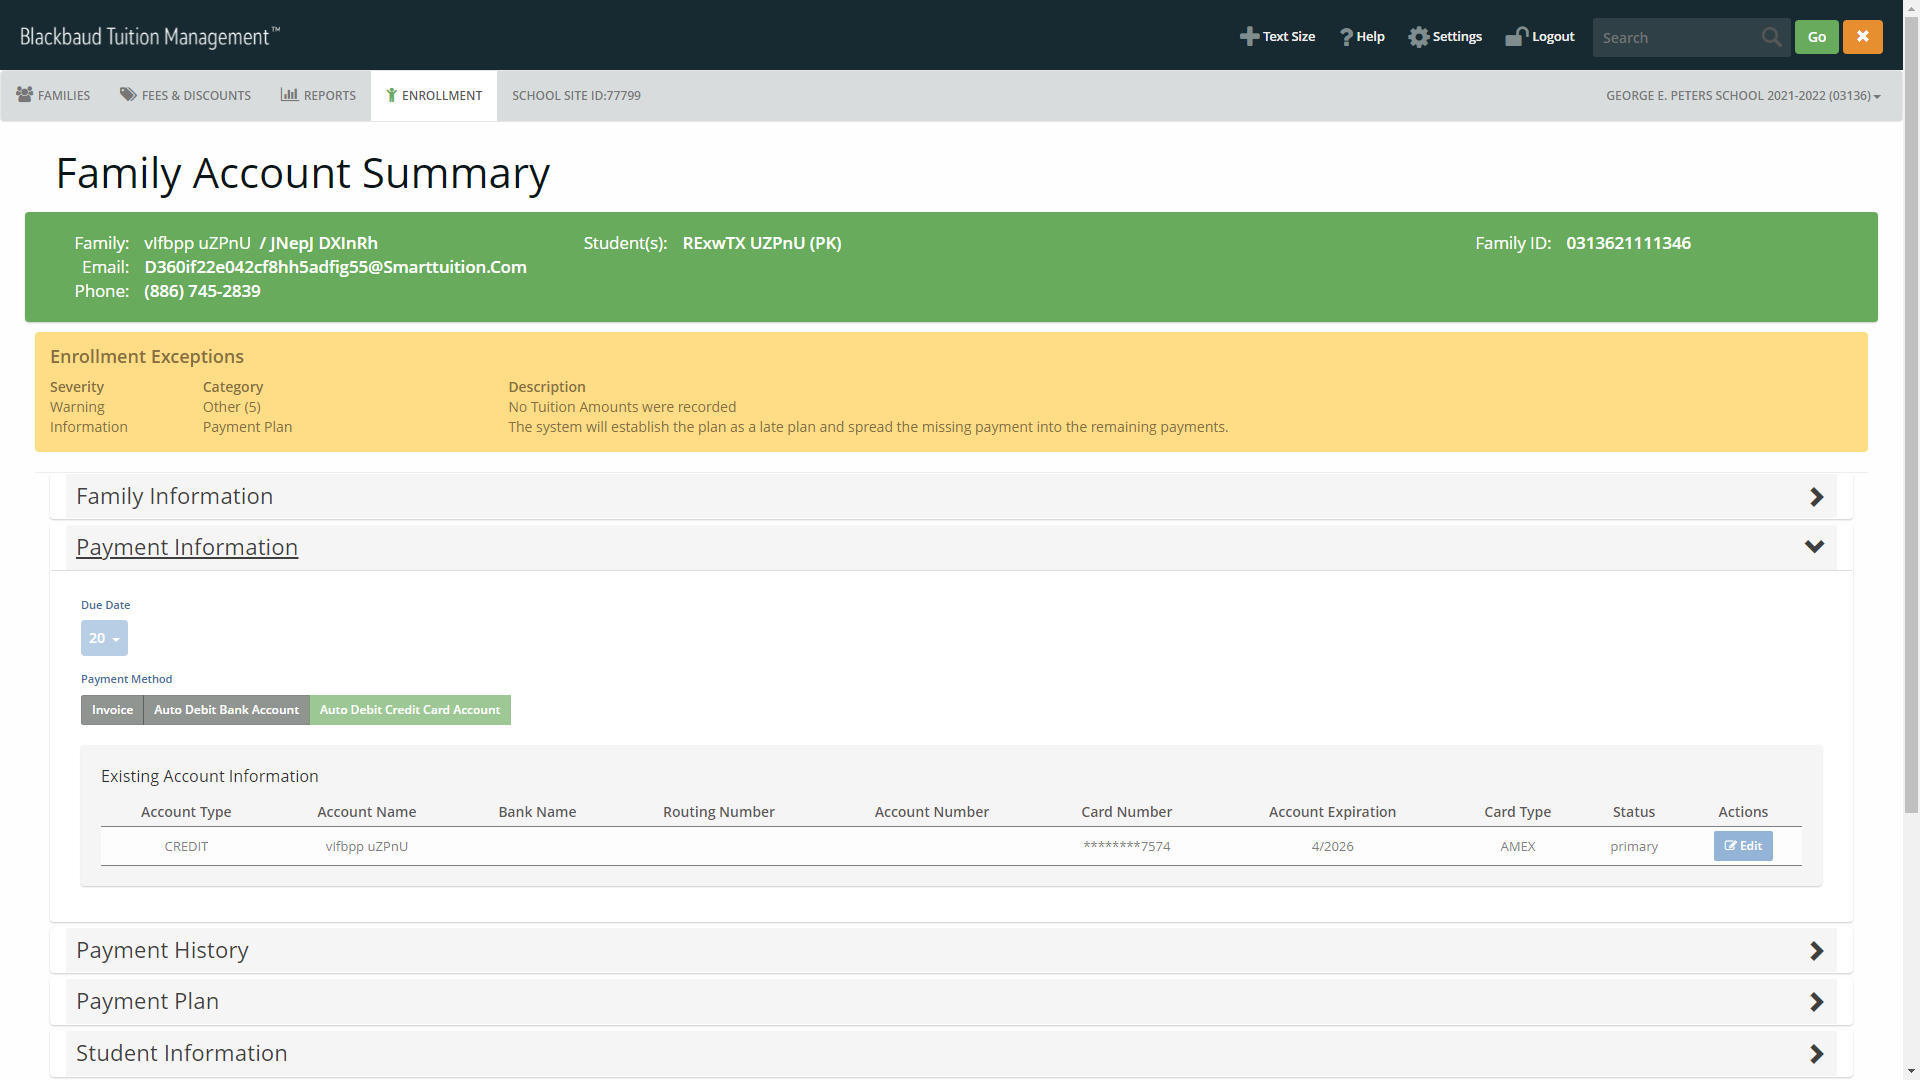 Blackbaud Tuition Management™
Text Size Help Settings Logout Search Go
FAMILIES FEES & DISCOUNTS REPORTS ENROLLMENT SCHOOL SITE ID:77799 GEORGE E. PETERS SCHOOL 2021-2022 (03136)
Family Account Summary
Family: vIfbpp uZPnU / JNepJ DXInRh Student(s): RExwTX UZPnU (PK) Family ID: 0313621111346
Email: D360if22e042cf8hh5adfig55@Smarttuition.Com
Phone: (886) 745-2839
Enrollment Exceptions
Severity Category Description
Warning Other (5) No Tuition Amounts were recorded
Information Payment Plan The system will establish the plan as a late plan and spread the missing payment into the remaining payments.
Family Information
Payment Information
Due Date
20
Payment Method
Invoice Auto Debit Bank Account Auto Debit Credit Card Account
Existing Account Information
Account Type Account Name Bank Name Routing Number Account Number Card Number Account Expiration Card Type Status Actions
CREDIT vIfbpp uZPnU ********7574 4/2026 AMEX primary Edit
Payment History
Payment Plan
Student Information